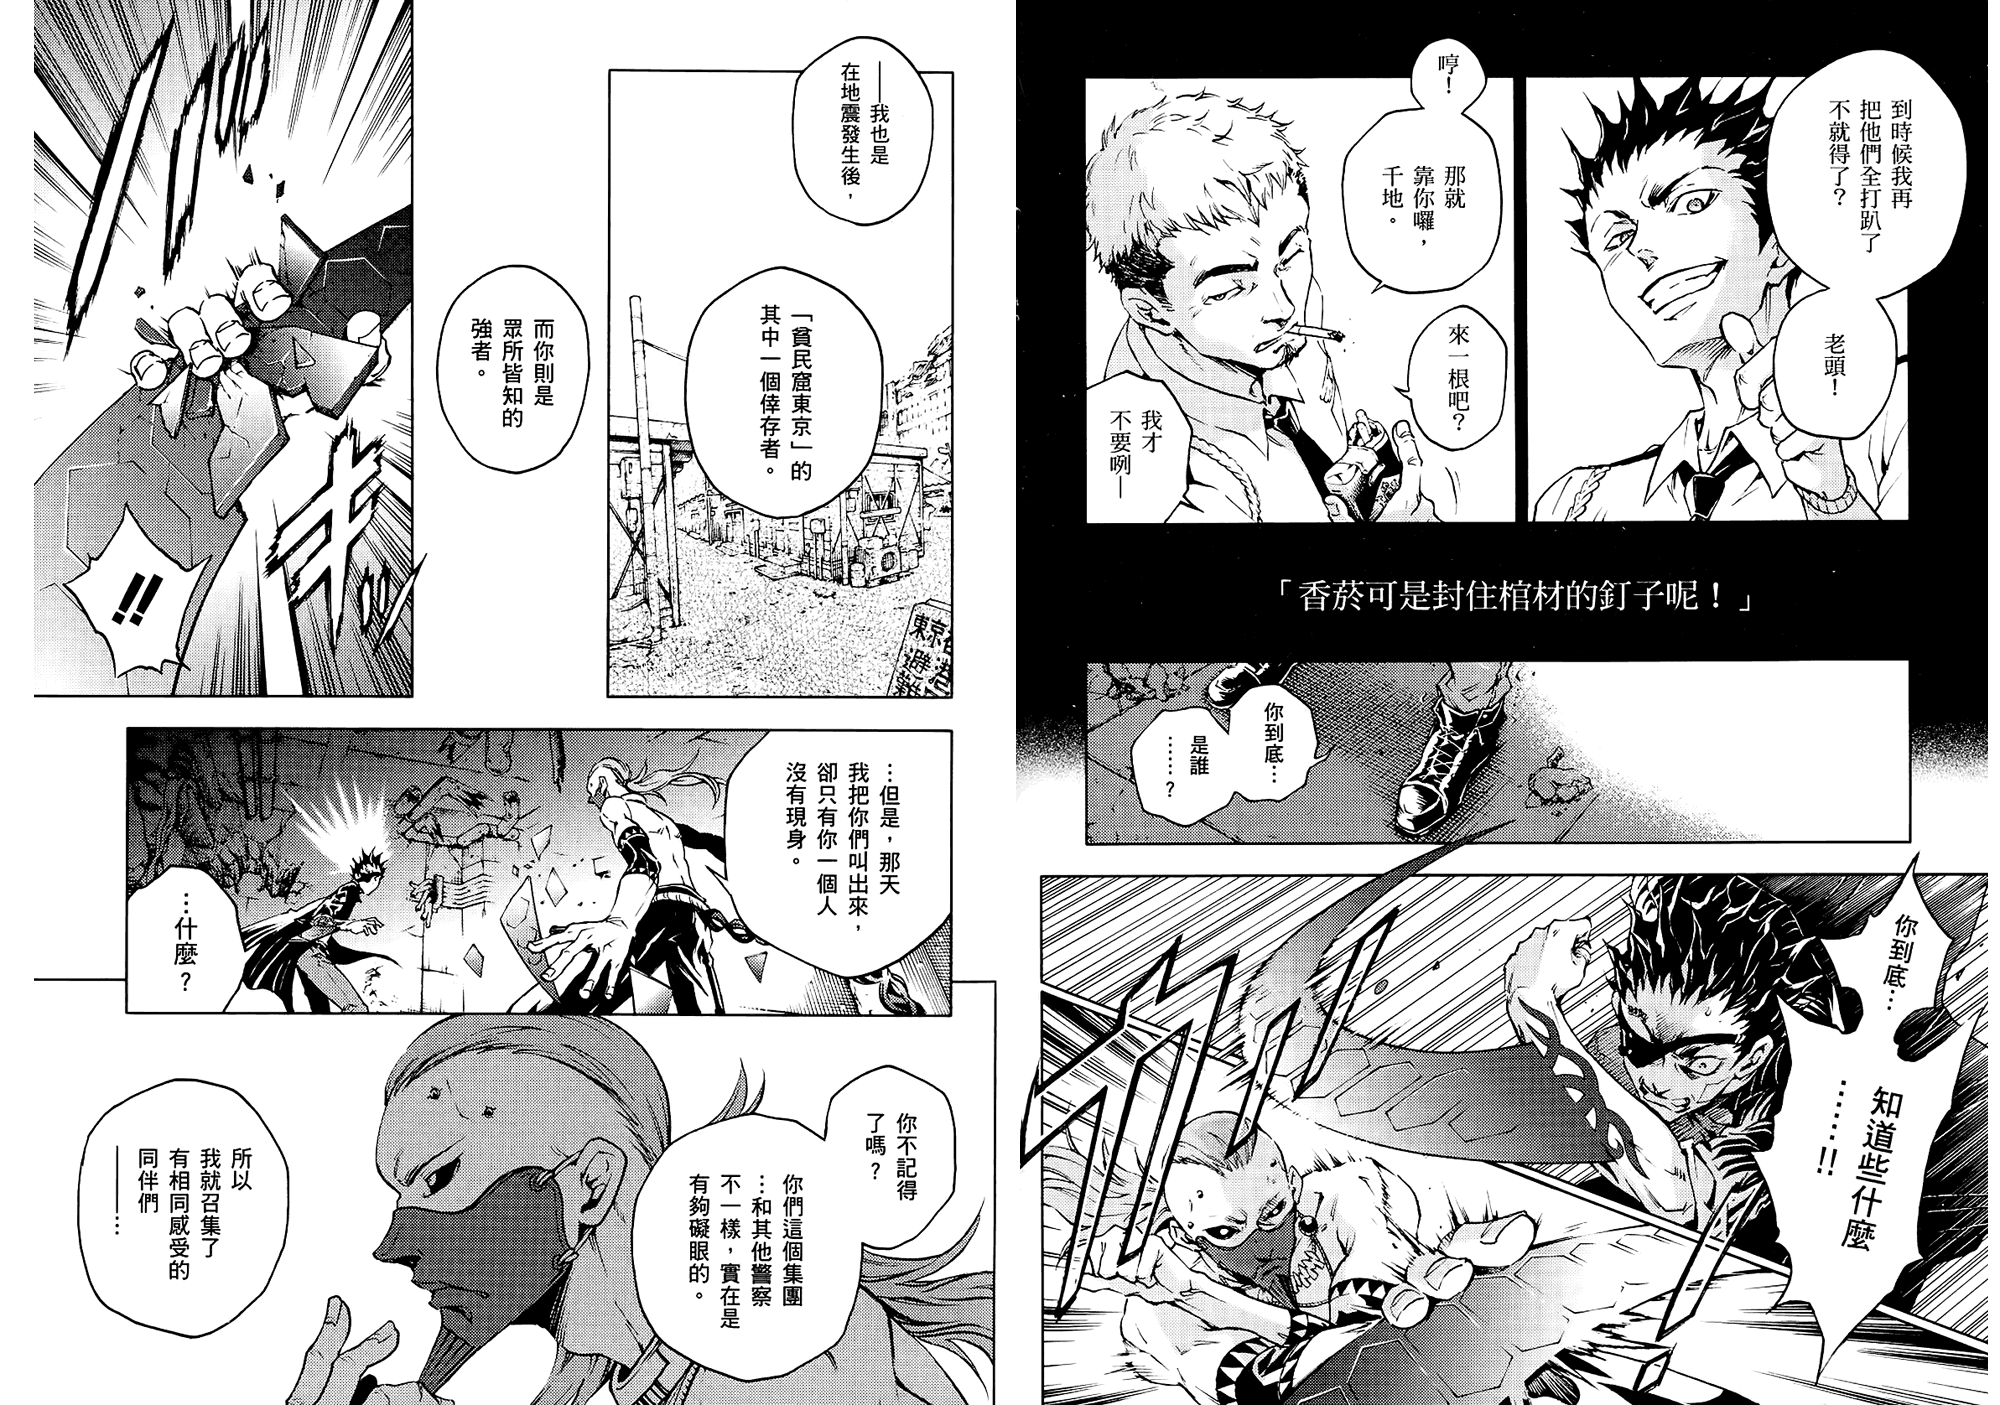 到時候我再
把他們全打趴了
不就得了？
老頭！
哼！
那就
靠你囉，
千地。
來一根吧？
我才
不要咧—
「香菸可是封住棺材的釘子呢！」
你到底…
是誰
……？
你到底…
知道些什麼
……!!
——我也是
在地震發生後，
「貧民窟東京」的
其中一個倖存者。
東京
港
避難
而你則是
眾所皆知的
強者。
!!
…但是，那天
我把你們叫出來，
卻只有你一個人
沒有現身。
…什麼？
你不記得
了嗎？
你們這個集團
…和其他警察
不一樣，實在是
有夠礙眼的。
所以
我就召集了
有相同感受的
同伴們
——…